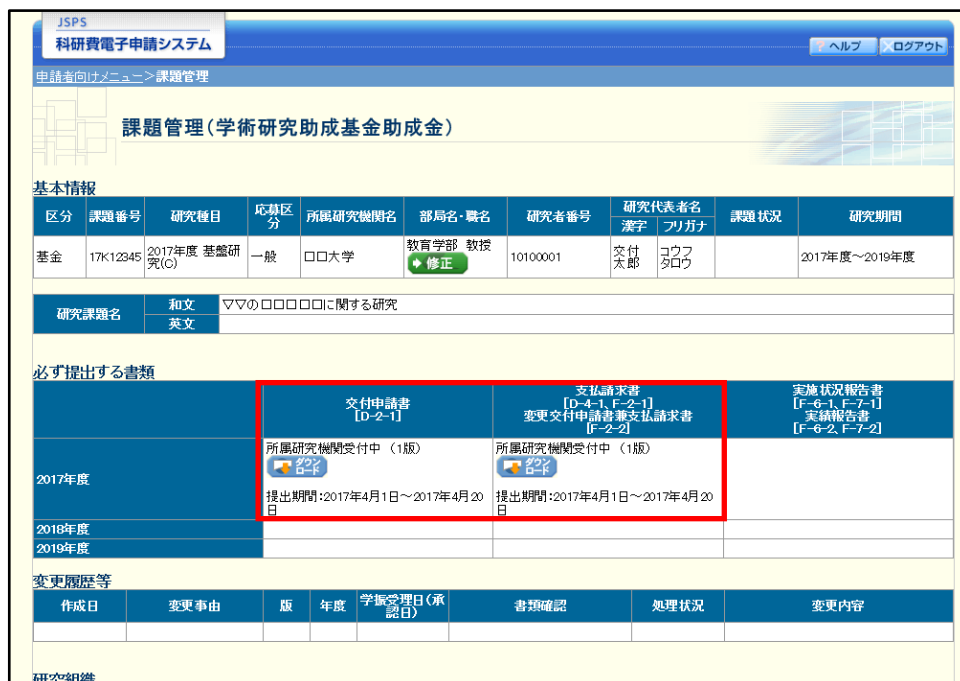 JSPS
科研費電子申請システム
? ヘルプ
ログアウト
申請者向けメニュー>課題管理
課題管理(学術研究助成基金助成金)
基本情報
区分 課題番号 研究種目 応募区分 所属研究機関名 部局名・職名 研究者番号 研究代表者名 課題状況 研究期間
漢字 フリガナ
基金 17K12345 2017年度 基盤研究(C) 一般 □□大学 教育学部 教授 10100001 交付 太郎 コウフ タロウ 2017年度～2019年度
修正
研究課題名 和文 ▽▽の□□□□□に関する研究
英文
必ず提出する書類
交付申請書
[D-2-1]
支払請求書
[D-4-1、F-2-1]
変更交付申請書兼支払請求書
[F-2-2]
実施状況報告書
[F-6-1、F-7-1]
実績報告書
[F-6-2、F-7-2]
2017年度
所属研究機関受付中 (1版)
ダウンロード
提出期間:2017年4月1日～2017年4月20
日
所属研究機関受付中 (1版)
ダウンロード
提出期間:2017年4月1日～2017年4月20
日
2018年度
2019年度
変更履歴等
作成日 変更事由 版 年度 学振受理日(承認日) 書類確認 処理状況 変更内容
研究組織